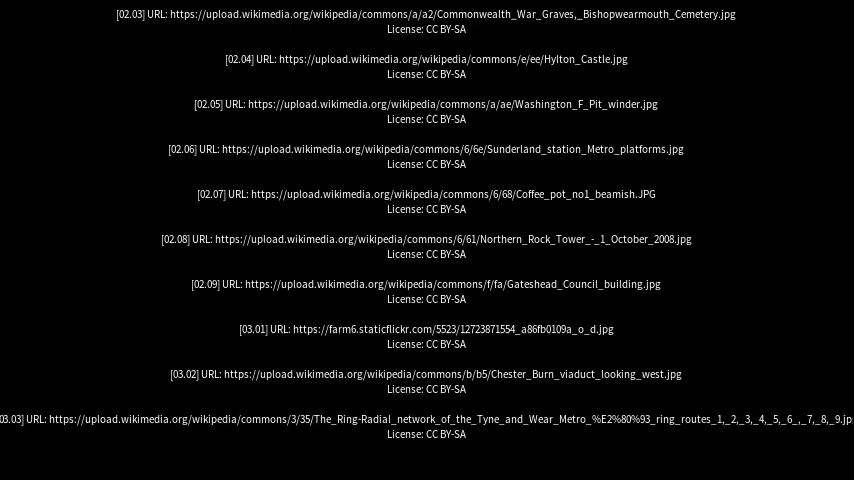 [02.03] URL: https://upload.wikimedia.org/wikipedia/commons/a/a2/Commonwealth_War_Graves,_Bishopwearmouth_Cemetery.jpg
License: CC BY-SA
[02.04] URL: https://upload.wikimedia.org/wikipedia/commons/e/ee/Hylton_Castle.jpg
License: CC BY-SA
[02.05] URL: https://upload.wikimedia.org/wikipedia/commons/a/ae/Washington_F_Pit_winder.jpg
License: CC BY-SA
[02.06] URL: https://upload.wikimedia.org/wikipedia/commons/6/6e/Sunderland_station_Metro_platforms.jpg
License: CC BY-SA
[02.07] URL: https://upload.wikimedia.org/wikipedia/commons/6/68/Coffee_pot_no1_beamish.JPG
License: CC BY-SA
[02.08] URL: https://upload.wikimedia.org/wikipedia/commons/6/61/Northern_Rock_Tower_-_1_October_2008.jpg
License: CC BY-SA
[02.09] URL: https://upload.wikimedia.org/wikipedia/commons/f/fa/Gateshead_Council_building.jpg
License: CC BY-SA
[03.01] URL: https://farm6.staticflickr.com/5523/12723871554_a86fb0109a_o_d.jpg
License: CC BY-SA
[03.02] URL: https://upload.wikimedia.org/wikipedia/commons/b/b5/Chester_Burn_viaduct_looking_west.jpg
License: CC BY-SA
03.03] URL: https://upload.wikimedia.org/wikipedia/commons/3/35/The_Ring-Radial_network_of_the_Tyne_and_Wear_Metro_%E2%80%93_ring_routes_1,_2,_3,_4,_5,_6_,_7,_8,_9.jp
License: CC BY-SA